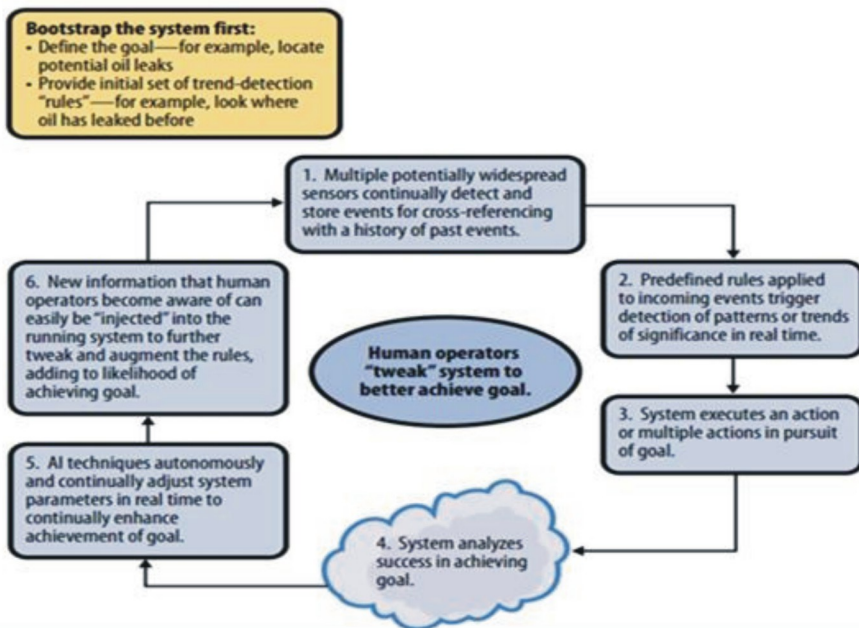 Bootstrap the system first:
• Define the goal—for example, locate
potential oil leaks
• Provide initial set of trend-detection
"rules"—for example, look where
oil has leaked before
1. Multiple potentially widespread
sensors continually detect and
store events for cross-referencing
with a history of past events.
2. Predefined rules applied
to incoming events trigger
detection of patterns or trends
of significance in real time.
Human operators
"tweak" system to
better achieve goal.
3. System executes an action
or multiple actions in pursuit
of goal.
4. System analyzes
success in achieving
goal.
5. AI techniques autonomously
and continually adjust system
parameters in real time to
continually enhance
achievement of goal.
6. New information that human
operators become aware of can
easily be "injected" into the
running system to further
tweak and augment the rules,
adding to likelihood of
achieving goal.